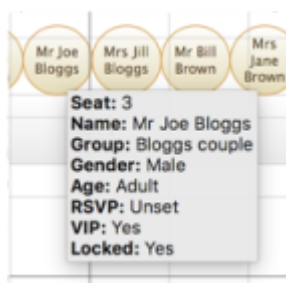 Mr Joe Mrs Jill Mr Bill Mrs
Bloggs Bloggs Brown Jane
Brown
Seat: 3
Name: Mr Joe Bloggs
Group: Bloggs couple
Gender: Male
Age: Adult
RSVP: Unset
VIP: Yes
Locked: Yes